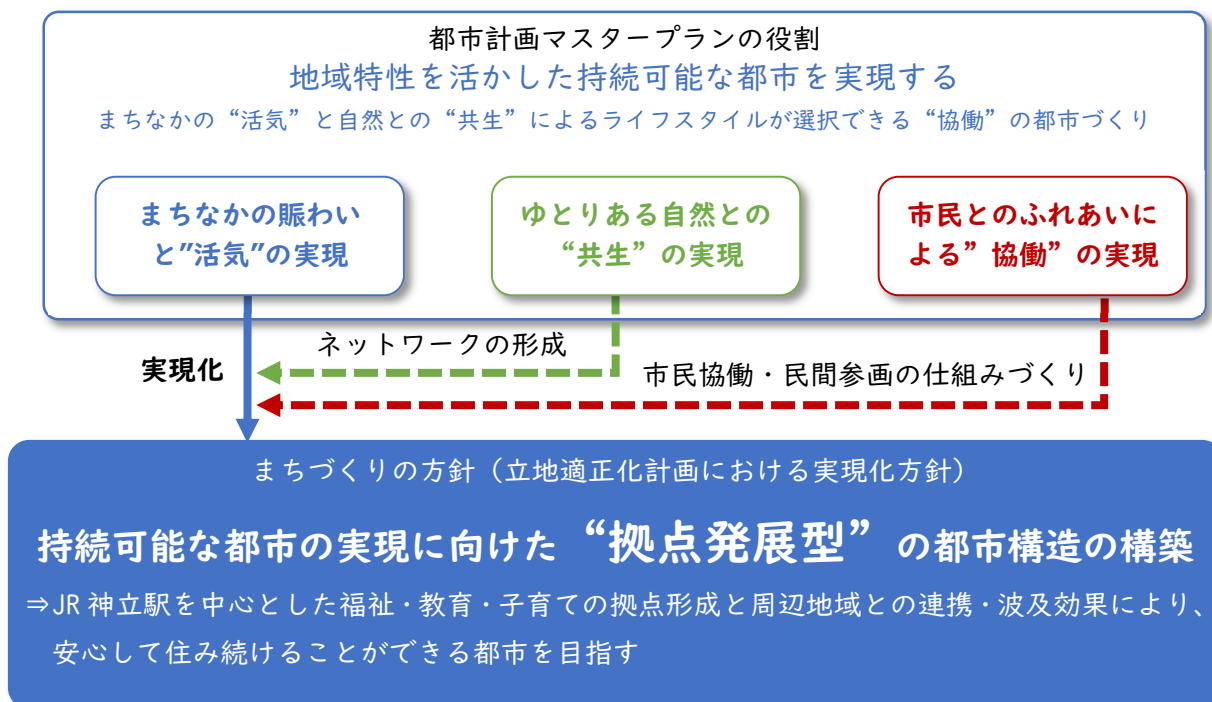 都市計画マスタープランの役割
地域特性を活かした持続可能な都市を実現する
まちなかの“活気”と自然との“共生”によるライフスタイルが選択できる“協働”の都市づくり
まちなかの賑わい
と”活気”の実現
ゆとりある自然との
“共生”の実現
市民とのふれあいに
よる”協働”の実現
ネットワークの形成
実現化
市民協働・民間参画の仕組みづくり
まちづくりの方針（立地適正化計画における実現化方針）
持続可能な都市の実現に向けた“拠点発展型”の都市構造の構築
⇒JR神立駅を中心とした福祉・教育・子育ての拠点形成と周辺地域との連携・波及効果により、
安心して住み続けることができる都市を目指す